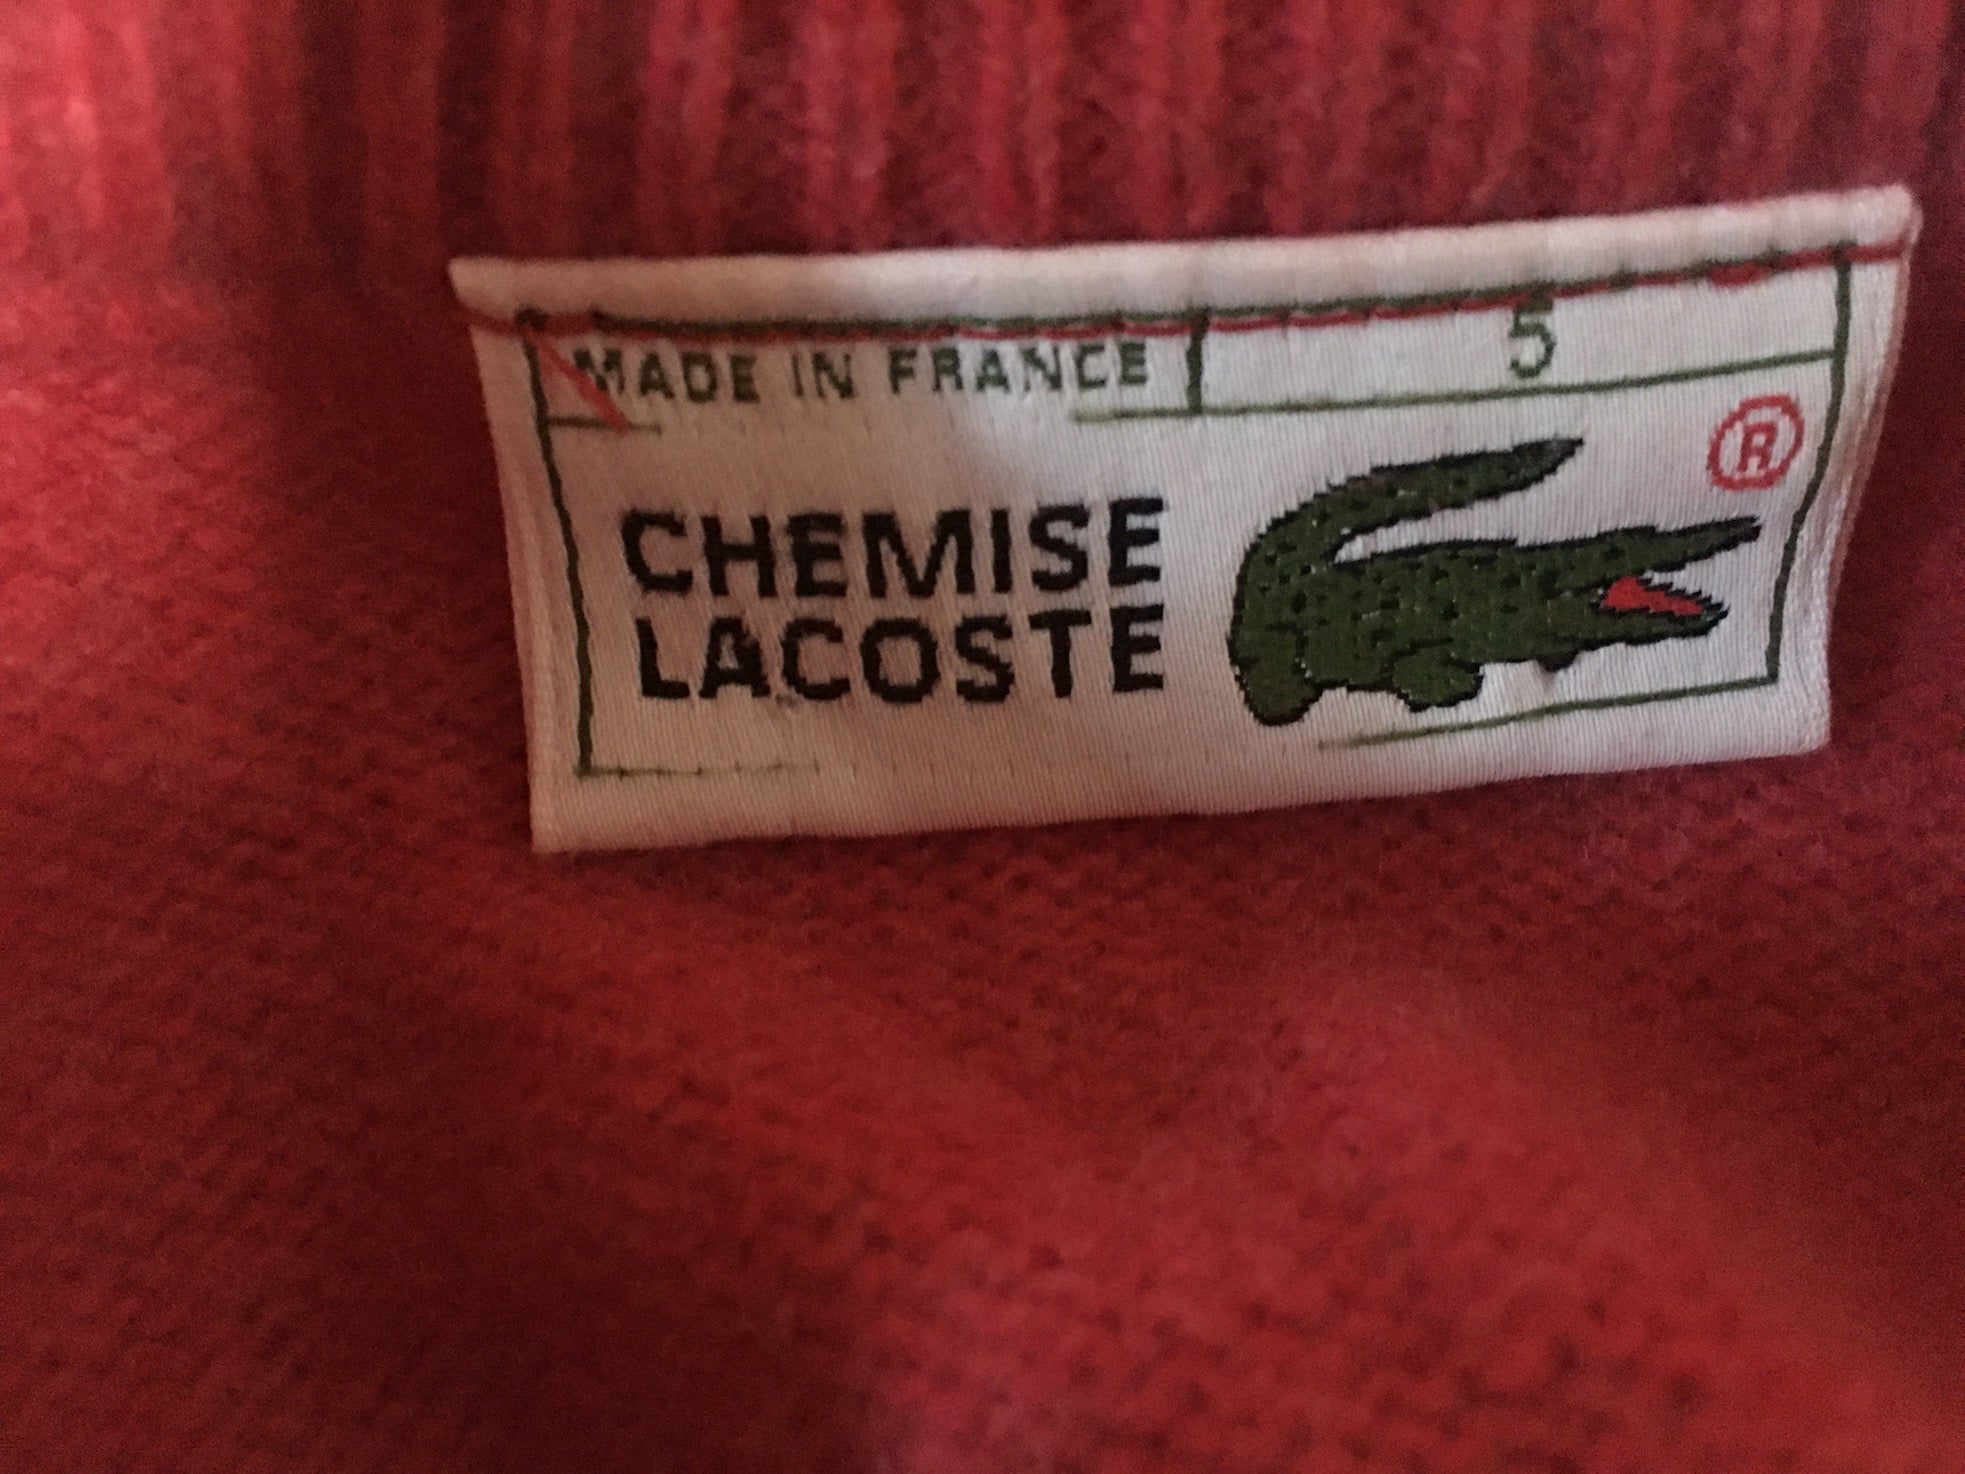 MADE IN FRANCE 5
®
CHEMISE
LACOSTE